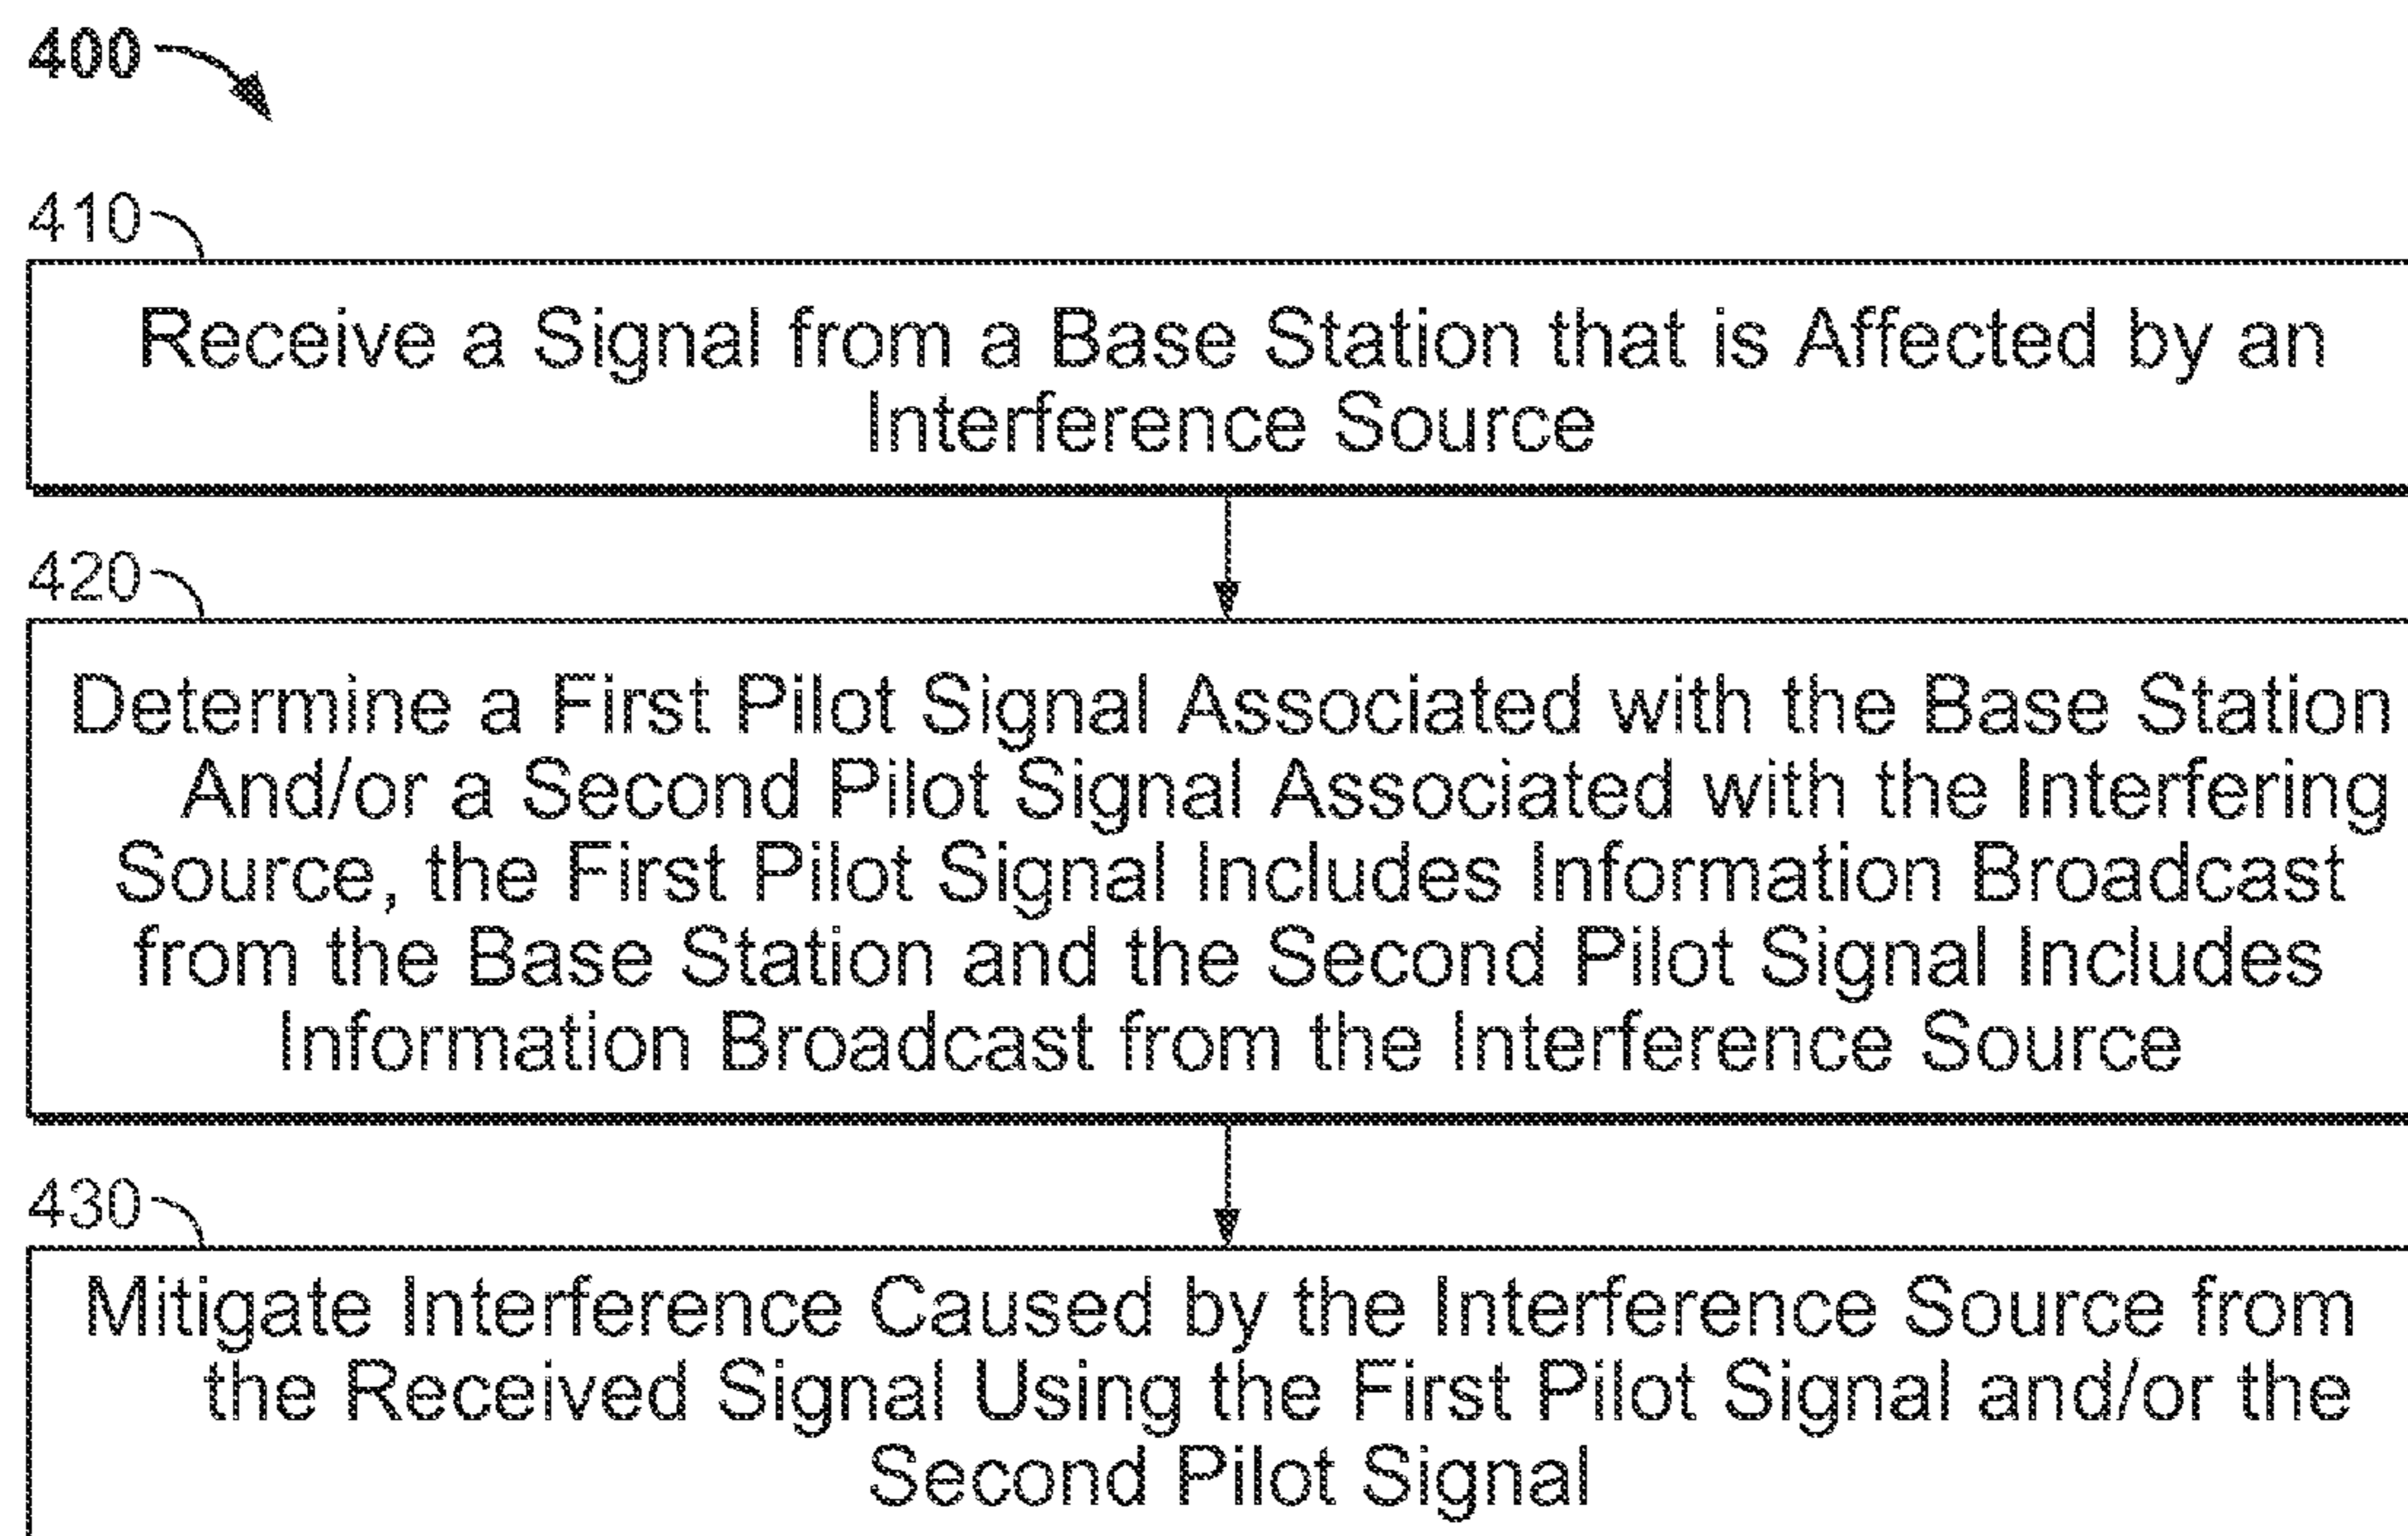 400
410
Receive a Signal from a Base Station that is Affected by an
Interference Source
420
Determine a First Pilot Signal Associated with the Base Station
And/or a Second Pilot Signal Associated with the Interfering
Source, the First Pilot Signal Includes Information Broadcast
from the Base Station and the Second Pilot Signal Includes
Information Broadcast from the Interference Source
430
Mitigate Interference Caused by the Interference Source from
the Received Signal Using the First Pilot Signal and/or the
Second Pilot Signal